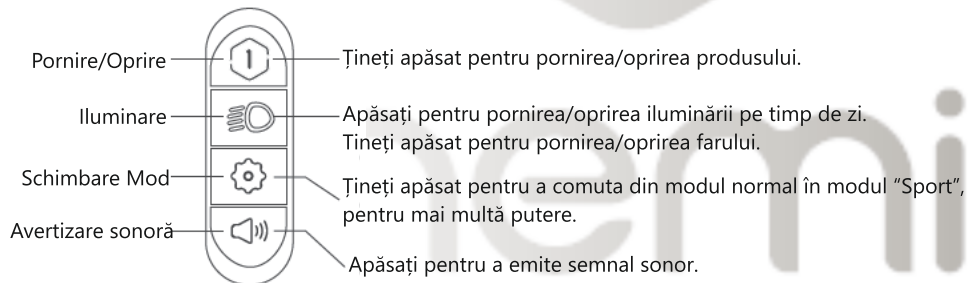 Pornire/Oprire
1
Țineți apăsat pentru pornirea/oprirea produsului.
Iluminare
Apăsați pentru pornirea/oprirea iluminării pe timp de zi.
Țineți apăsat pentru pornirea/oprirea farului.
Schimbare Mod
Țineți apăsat pentru a comuta din modul normal în modul “Sport”,
pentru mai multă putere.
Avertizare sonoră
Apăsați pentru a emite semnal sonor.